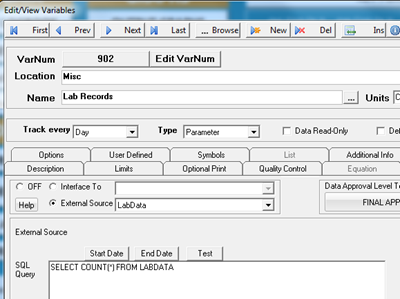 Edit/View Variables
First Prev Next Last ... Browse New Del Ins
VarNum 902 Edit VarNum
Location Misc
Name Lab Records ... Units
Track every Day Type Parameter Data Read-Only
Options User Defined Symbols List Additional Info
Description Limits Optional Print Quality Control Equation
OFF Interface To Data Approval Level
Help External Source LabData FINAL APP
External Source
Start Date End Date Test
SQL
Query
SELECT COUNT(*) FROM LABDATA